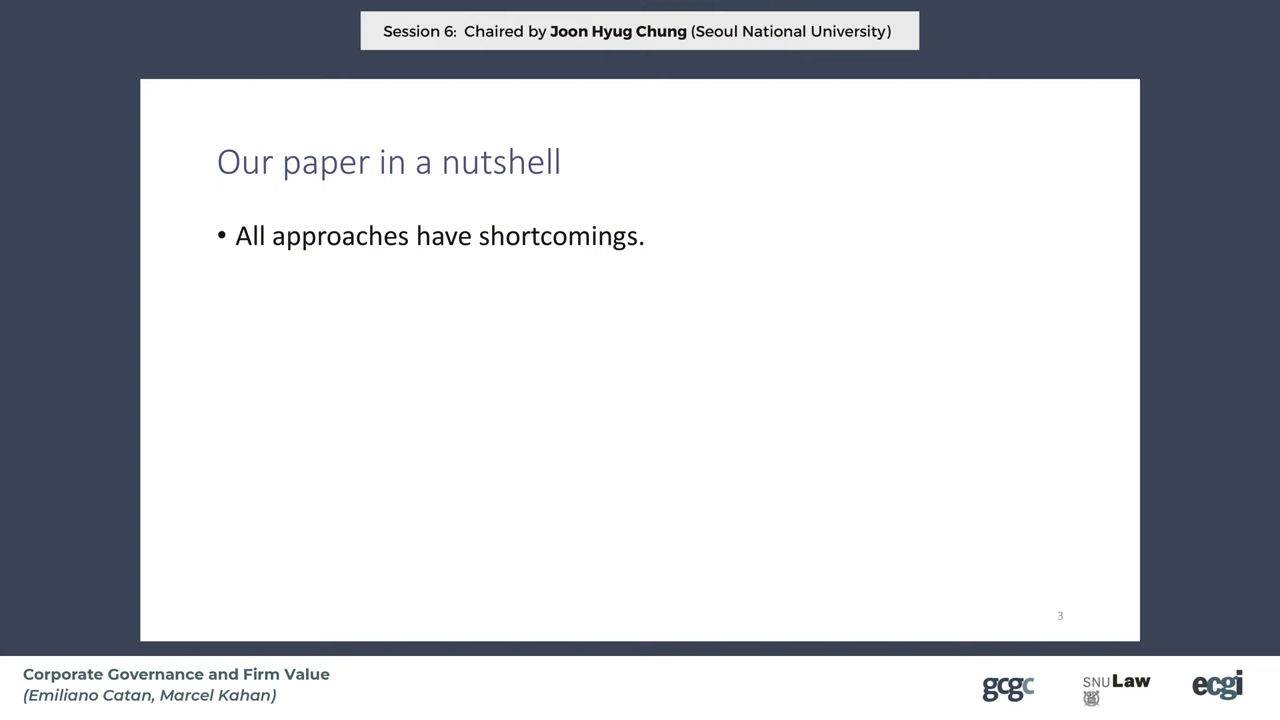 Session 6: Chaired by Joon Hyug Chung (Seoul National University)
Our paper in a nutshell
• All approaches have shortcomings.
3
Corporate Governance and Firm Value
(Emiliano Catan, Marcel Kahan)
gcgc
SNU Law
ecgi